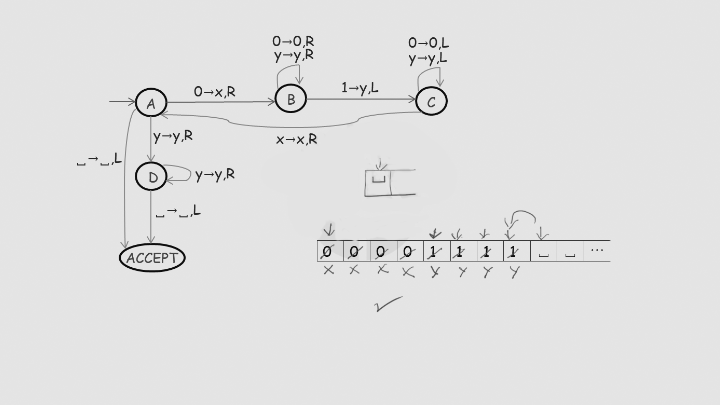 0→0,R
y→y,R
0→0,L
y→y,L
A
0→x,R
B
1→y,L
C
x→x,R
y→y,R
␣→␣,L
D
y→y,R
␣
␣→␣,L
ACCEPT
0 0 0 0 1 1 1 1 ␣ ␣ ...
x x x x y y y y